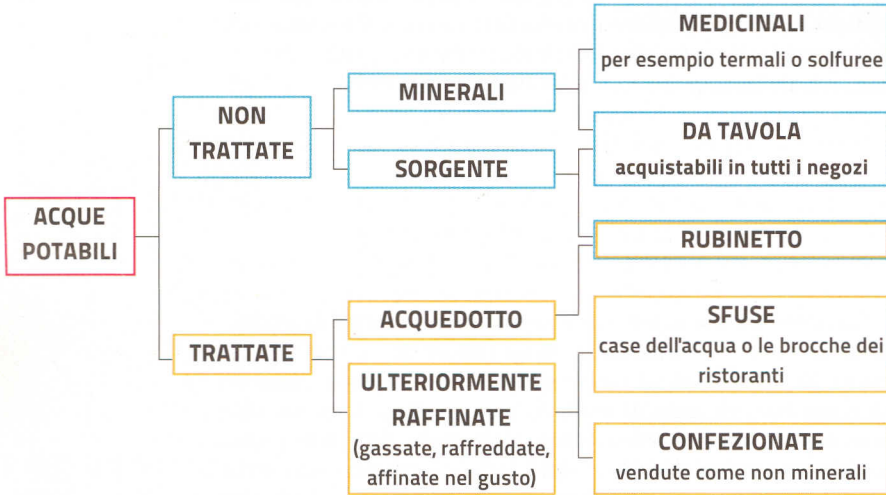 MEDICINALI
per esempio termali o solfuree
NON
TRATTATE
MINERALI
DA TAVOLA
acquistabili in tutti i negozi
SORGENTE
ACQUE
POTABILI
RUBINETTO
TRATTATE
ACQUEDOTTO
SFUSE
case dell'acqua o le brocche dei
ristoranti
ULTERIORMENTE
RAFFINATE
(gassate, raffreddate,
affinate nel gusto)
CONFEZIONATE
vendute come non minerali